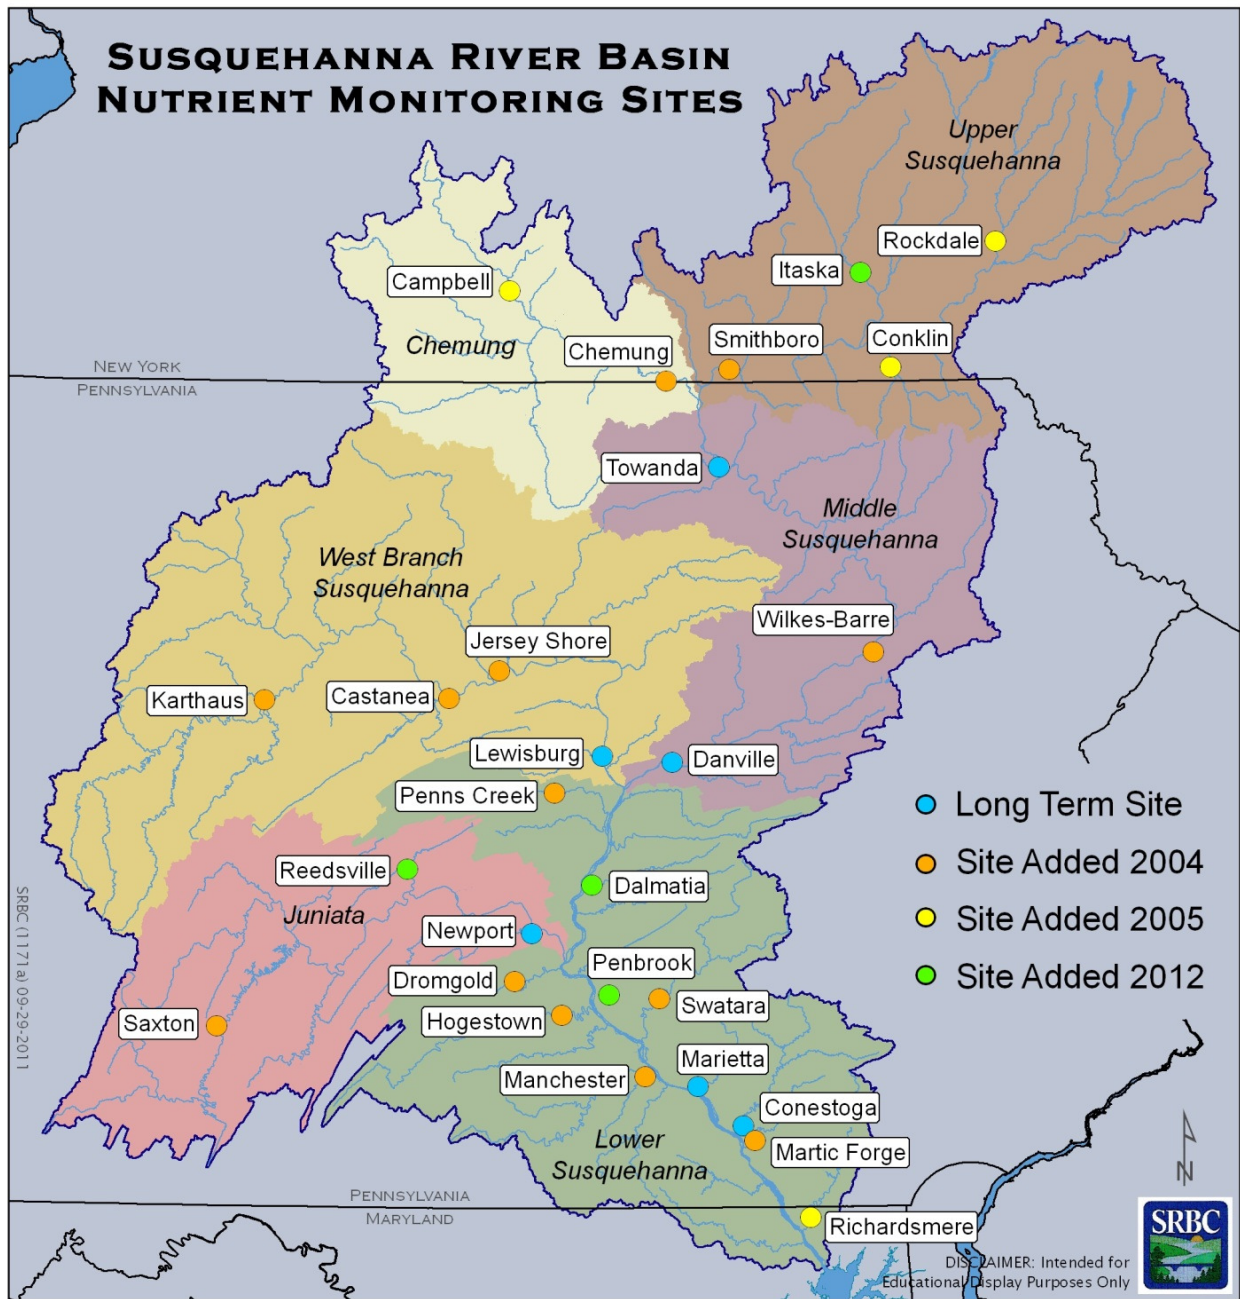 SUSQUEHANNA RIVER BASIN
NUTRIENT MONITORING SITES
Upper
Susquehanna
Rockdale
Itaska
Campbell
Chemung
Chemung
Smithboro
Conklin
NEW YORK
PENNSYLVANIA
Towanda
Middle
Susquehanna
West Branch
Susquehanna
Wilkes-Barre
Jersey Shore
Castanea
Karthaus
Lewisburg
Danville
Penns Creek
Long Term Site
Site Added 2004
Site Added 2005
Site Added 2012
Reedsville
Dalmatia
Juniata
Newport
Penbrook
Dromgold
Swatara
Hogestown
Saxton
SRBC (1171a) 09-29-2011
Marietta
Manchester
Conestoga
Martic Forge
Lower
Susquehanna
N
PENNSYLVANIA
MARYLAND
Richardsmere
SRBC
DISCLAIMER: Intended for
Educational Display Purposes Only